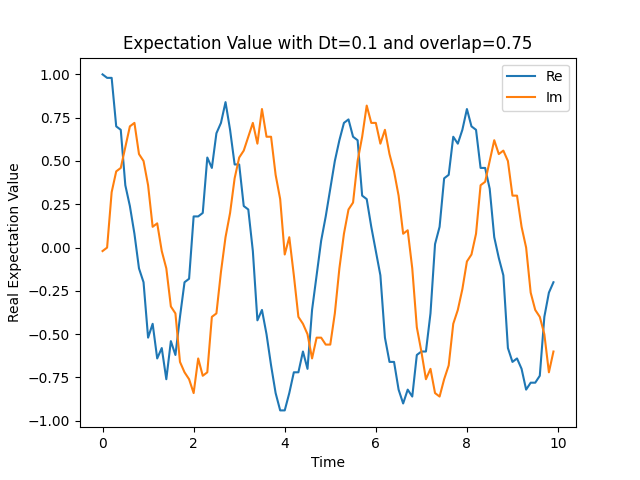 Expectation Value with Dt=0.1 and overlap=0.75
Re
Im
1.00
0.75
0.50
0.25
0.00
−0.25
−0.50
−0.75
−1.00
Real Expectation Value
0 2 4 6 8 10
Time